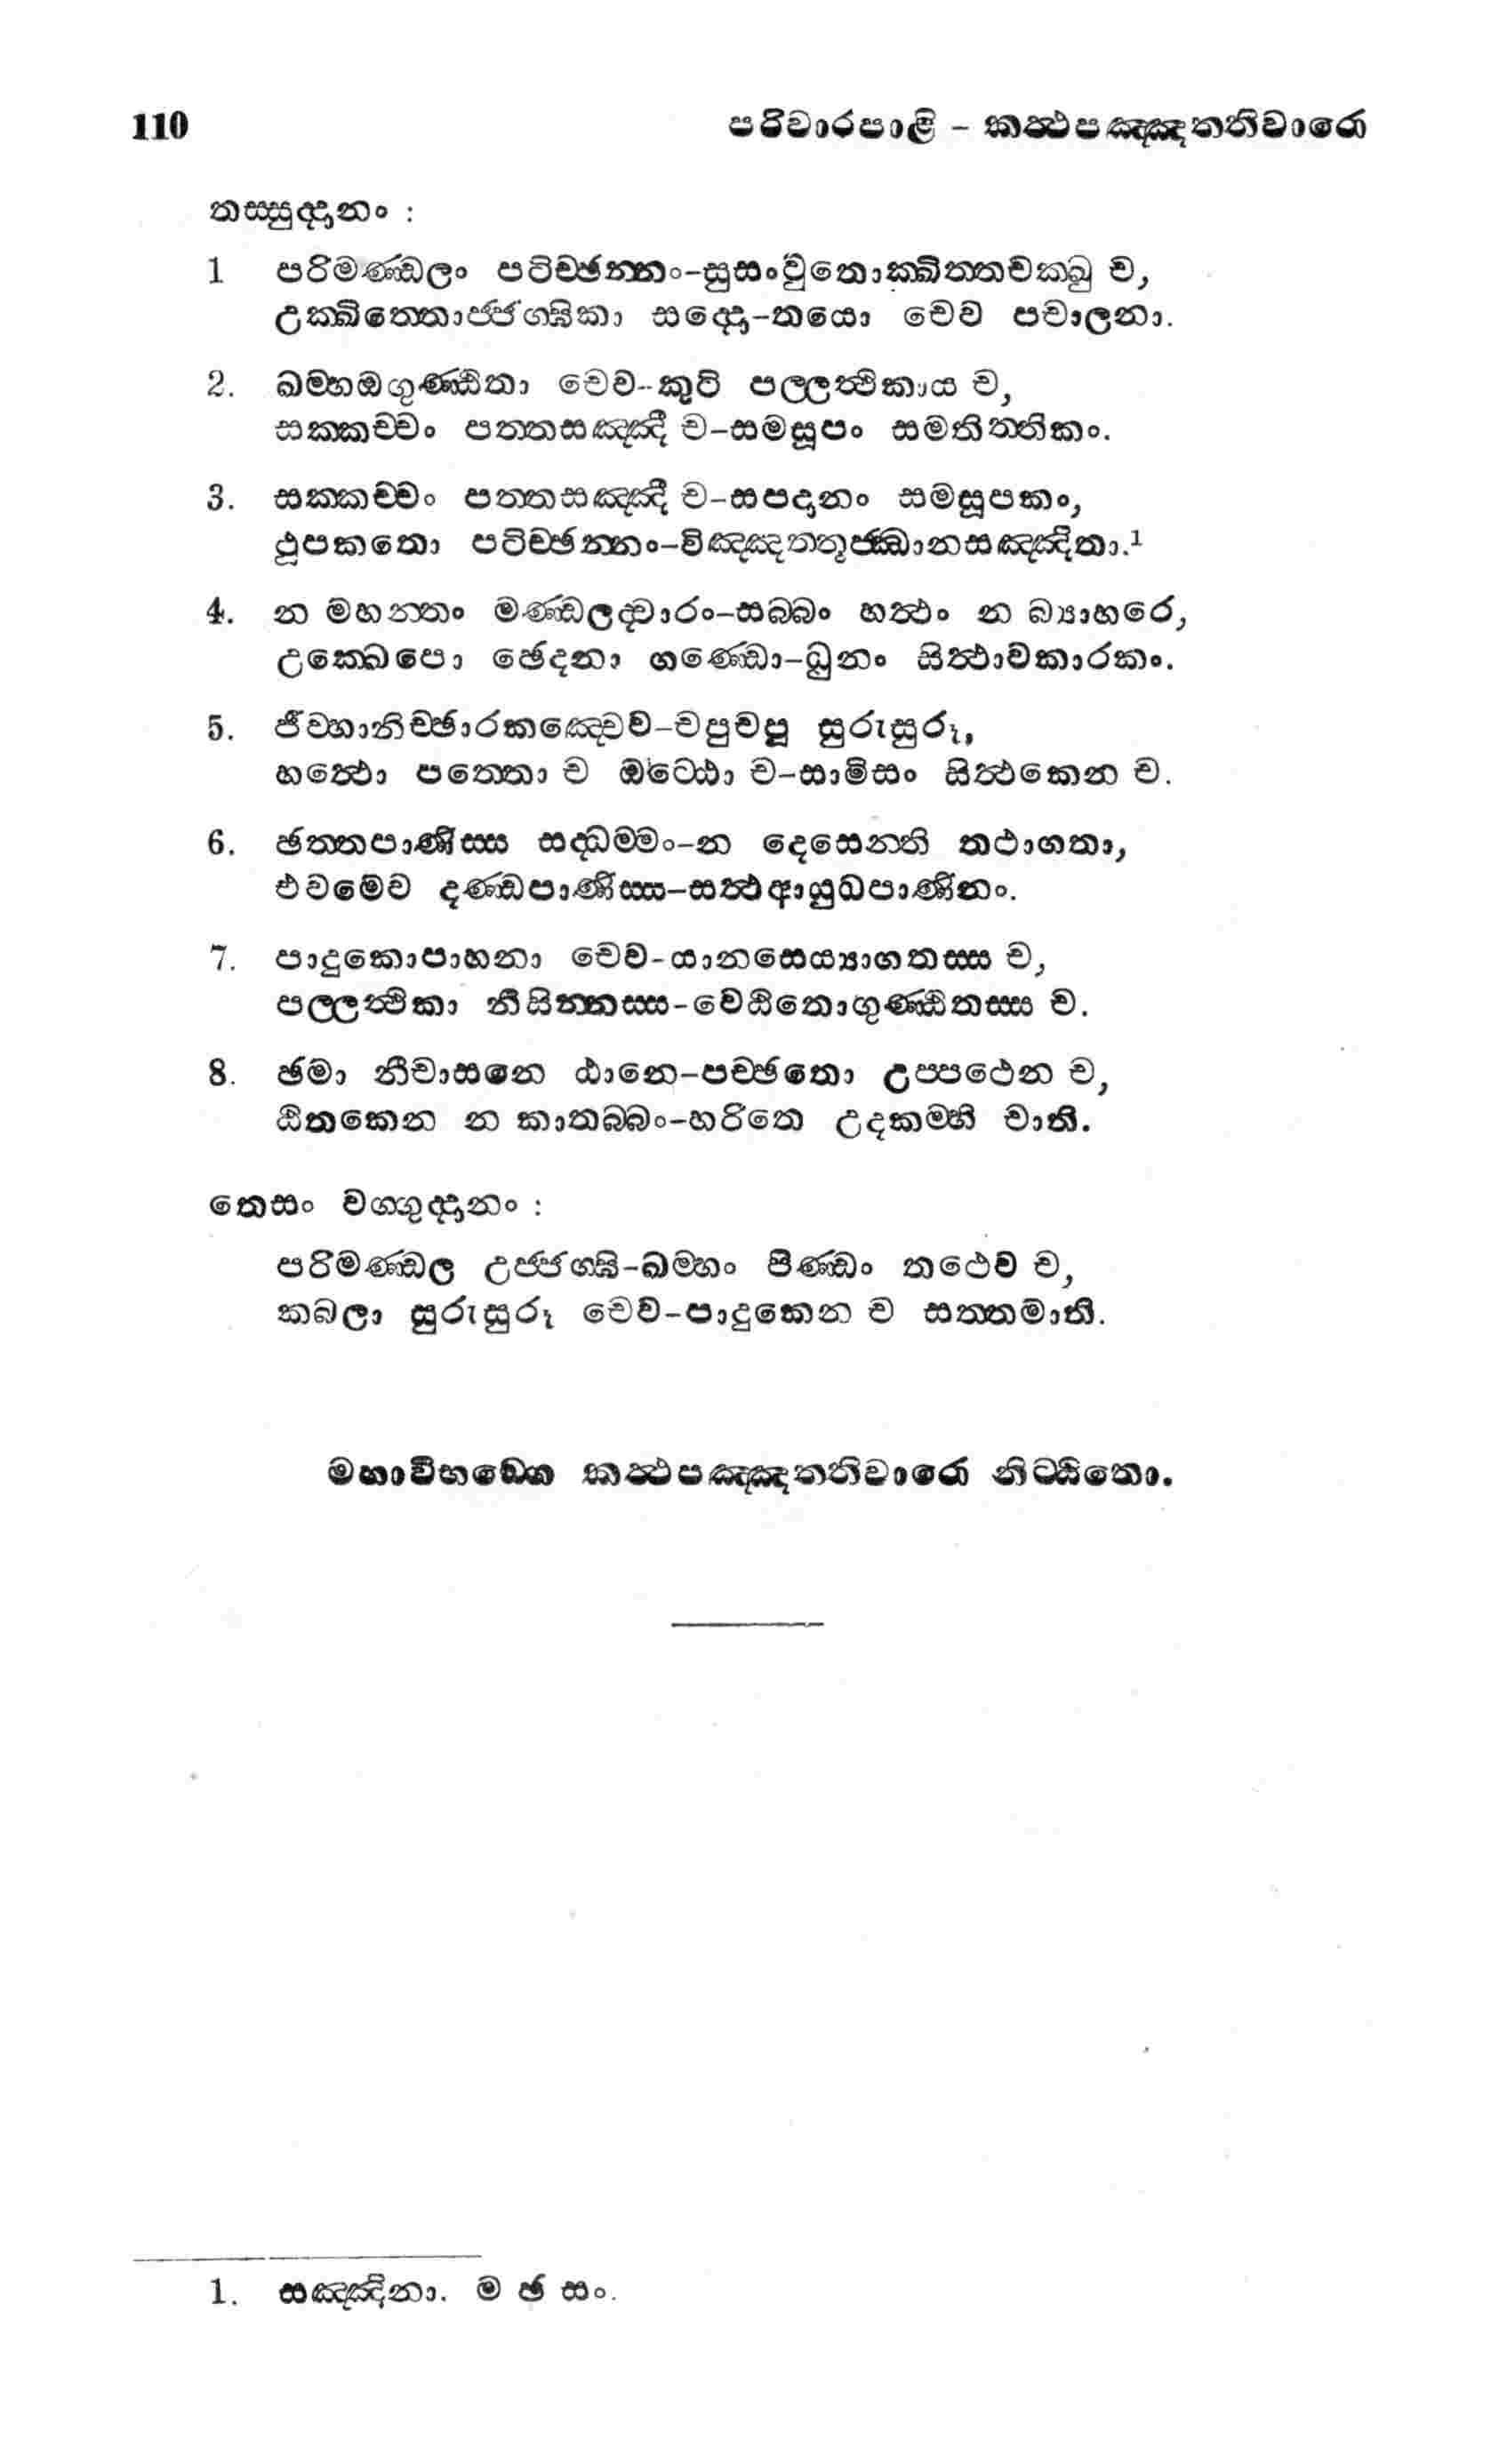 110 පරිවාරපාළි - කත්‍ථපඤ්ඤත්තිවාරො
තස්සුද්දානං :
1 පරිමණ්ඩලං පටිච්ඡන්නං-සුසංවුතොක්ඛිත්තචක්ඛු ච,
උක්ඛිත්තොජ්ජග්ඝිකා සද්දො-තයො චෙව පචාලනා.
2. ඛම්භඔගුණ්ඨිතා චෙව-කුටි පල්ලත්‍ථිකාය ච,
සක්කච්චං පත්තසඤ්ඤී ච-සමසූපං සමතිත්තිකං.
3. සක්කච්චං පත්තසඤ්ඤී ච-සපදානං සමසූපකං,
ථූපකතො පටිච්ඡන්නං-විඤ්ඤත්තූජ්ඣානසඤ්ඤිතා.¹
4. න මහන්තං මණ්ඩලද්වාරං-සබ්බං හත්‍ථං න බ්‍යාහරෙ,
උක්ඛෙපො ඡෙදනා ගණ්ඩො-ධුනං සිත්‍ථාවකාරකං.
5. ජිව්හානිච්ඡාරකඤ්චෙව-චපුචපූ සුරුසුරූ,
හත්‍ථො පත්තො ච ඔට්ඨො ච-සාමිසං සිත්‍ථකෙන ච.
6. ඡත්තපාණිස්ස සද්ධම්මං-න දෙසෙන්ති තථාගතා,
එවමෙව දණ්ඩපාණිස්ස-සත්‍ථආයුධපාණිනං.
7. පාදුකොපාහනා චෙව-යානසෙය්‍යාගතස්ස ච,
පල්ලත්‍ථිකා නිසින්නස්ස-වෙඨිතොගුණ්ඨිතස්ස ච.
8. ඡමා නීචාසනෙ ඨානෙ-පච්ඡතො උප්පථෙන ච,
ඨිතකෙන න කාතබ්බං-හරිතෙ උදකම්හි චාති.
තෙසං වග්ගුද්දානං :
පරිමණ්ඩල උජ්ජග්ඝි-ඛම්භං පිණ්ඩං තථෙව ච,
කබලා සුරුසුරූ චෙව-පාදුකෙන ච සත්තමාති.
මහාවිභඞ්ගෙ කත්‍ථපඤ්ඤත්තිවාරො නිට්ඨිතො.
1. සඤ්ඤිනා. ම ඡ සං.